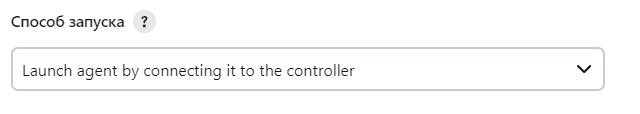 Способ запуска ?
Launch agent by connecting it to the controller